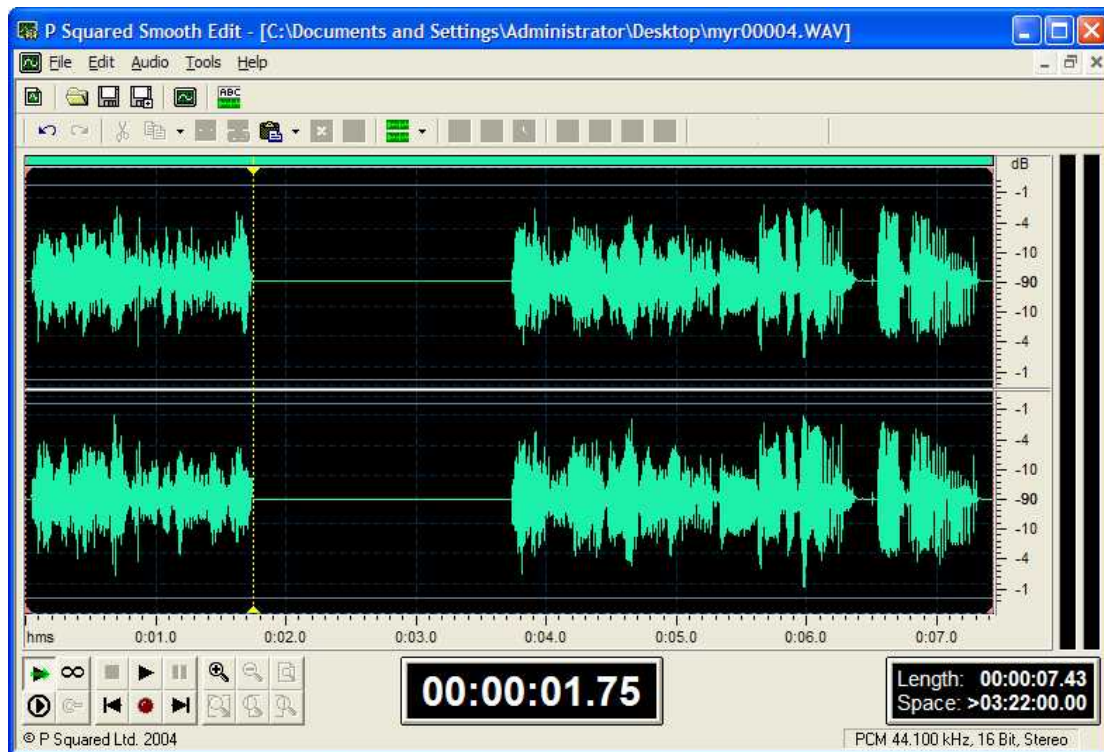 P Squared Smooth Edit - [C:\Documents and Settings\Administrator\Desktop\myr00004.WAV]
File Edit Audio Tools Help
ABC
dB
-1
-4
-10
-90
-10
-4
-1
-1
-4
-10
-90
-10
-4
-1
hms 0:01.0 0:02.0 0:03.0 0:04.0 0:05.0 0:06.0 0:07.0
00:00:01.75
Length: 00:00:07.43
Space: >03:22:00.00
© P Squared Ltd. 2004
PCM 44.100 kHz, 16 Bit, Stereo